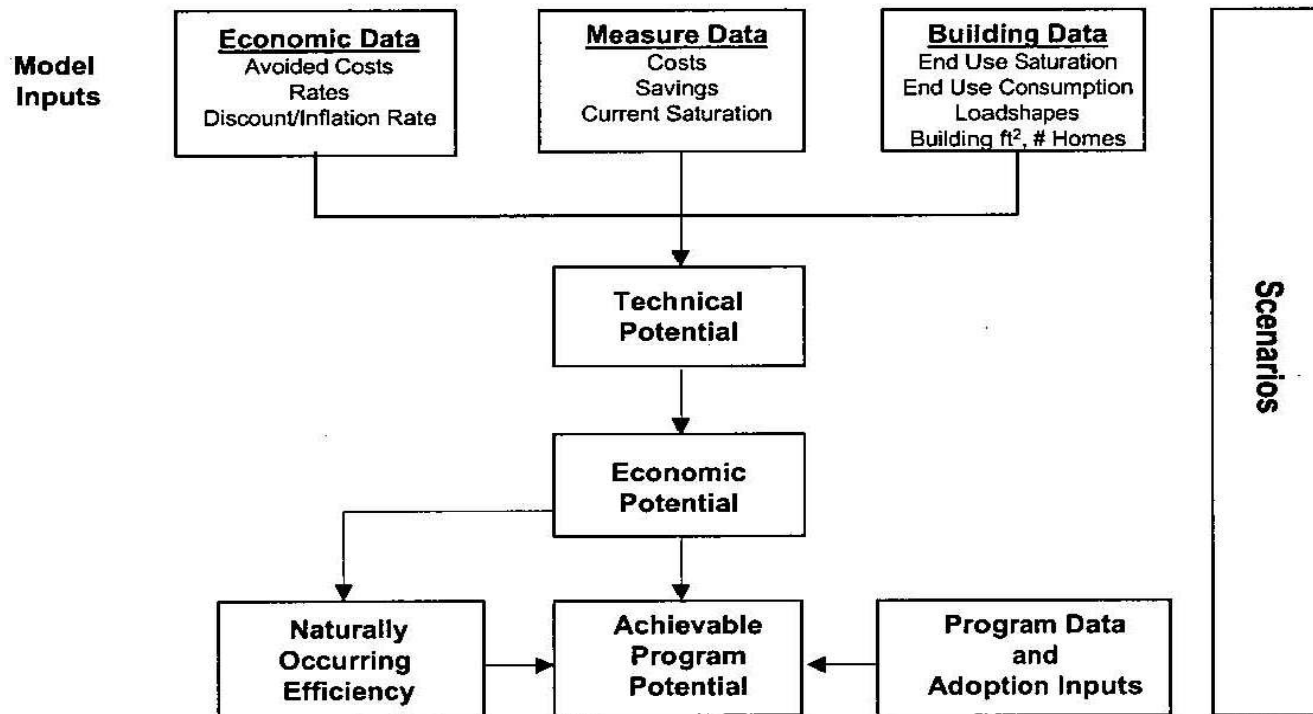 Model
Inputs
Economic Data
Avoided Costs
Rates
Discount/Inflation Rate
Measure Data
Costs
Savings
Current Saturation
Building Data
End Use Saturation
End Use Consumption
Loadshapes
Building ft², # Homes
Technical
Potential
Economic
Potential
Naturally
Occurring
Efficiency
Achievable
Program
Potential
Program Data
and
Adoption Inputs
Scenarios